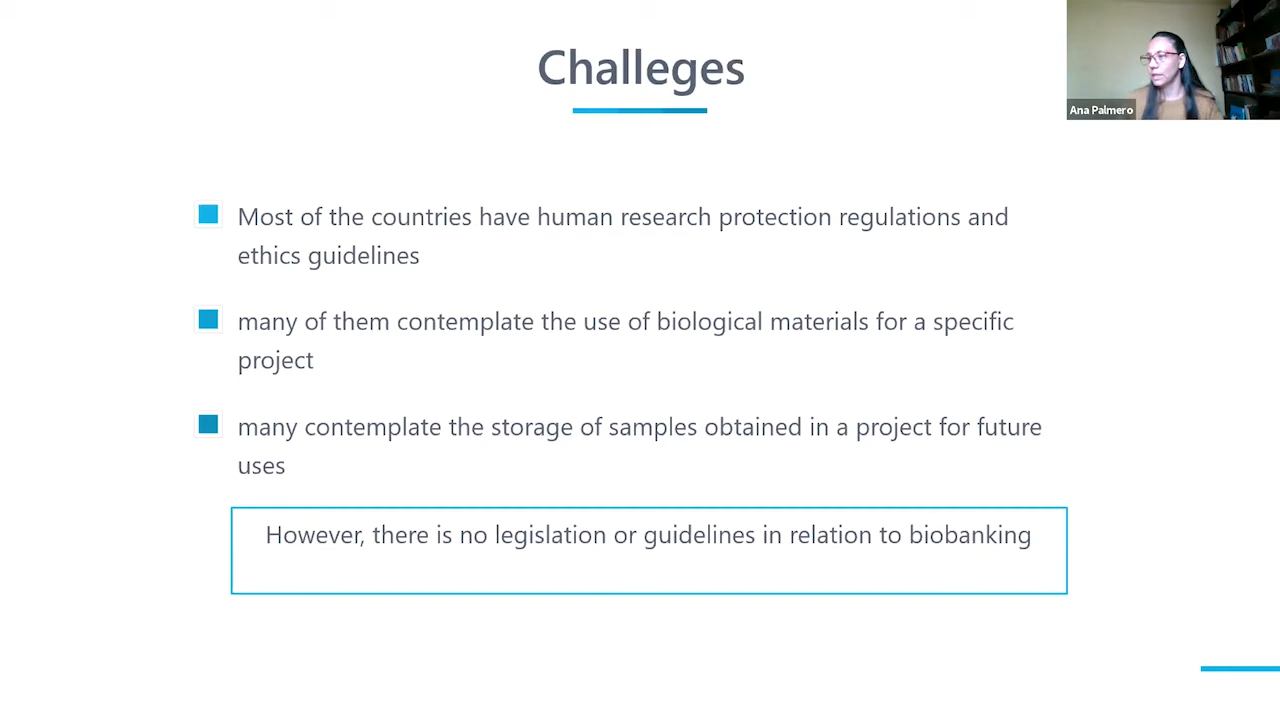 Challeges
Ana Palmero
Most of the countries have human research protection regulations and
ethics guidelines
many of them contemplate the use of biological materials for a specific
project
many contemplate the storage of samples obtained in a project for future
uses
However, there is no legislation or guidelines in relation to biobanking